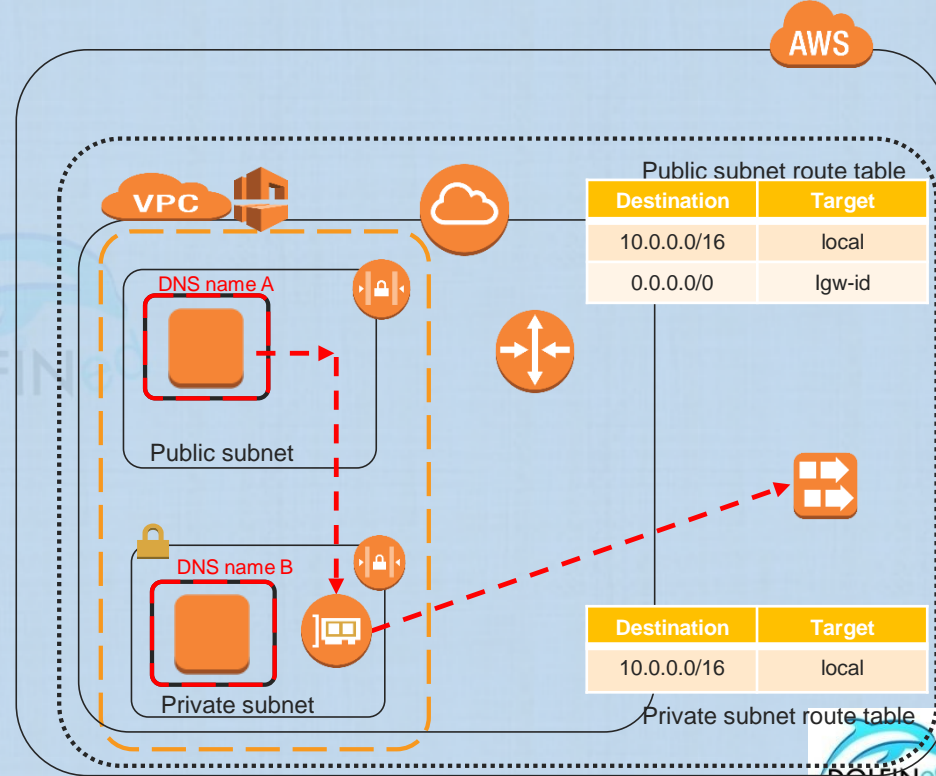 AWS
VPC
Public subnet route table
Destination Target
10.0.0.0/16 local
0.0.0.0/0 lgw-id
DNS name A
Public subnet
DNS name B
Private subnet
Destination Target
10.0.0.0/16 local
Private subnet route table